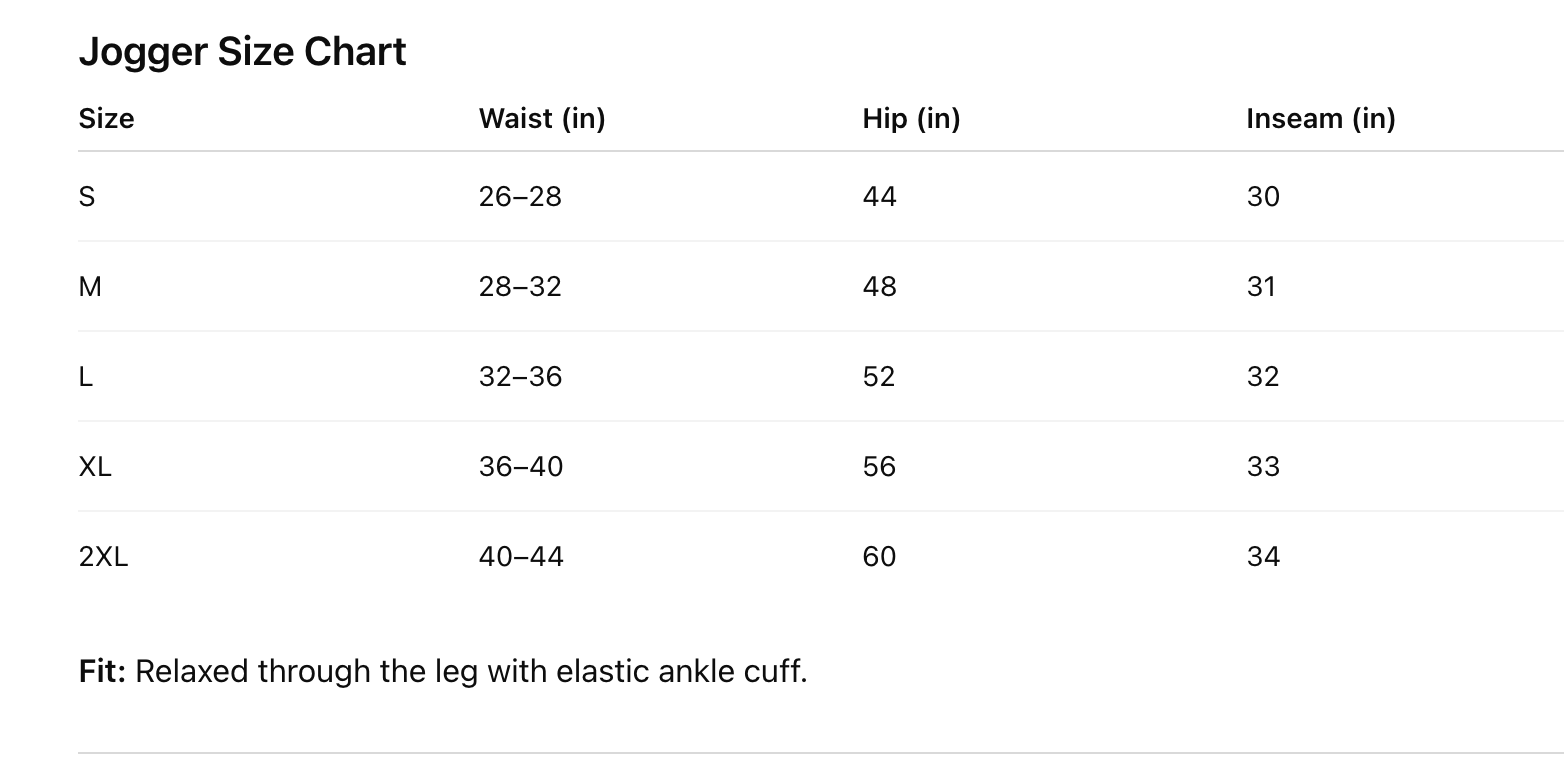 Jogger Size Chart
Size Waist (in) Hip (in) Inseam (in)
S 26–28 44 30
M 28–32 48 31
L 32–36 52 32
XL 36–40 56 33
2XL 40–44 60 34
Fit: Relaxed through the leg with elastic ankle cuff.